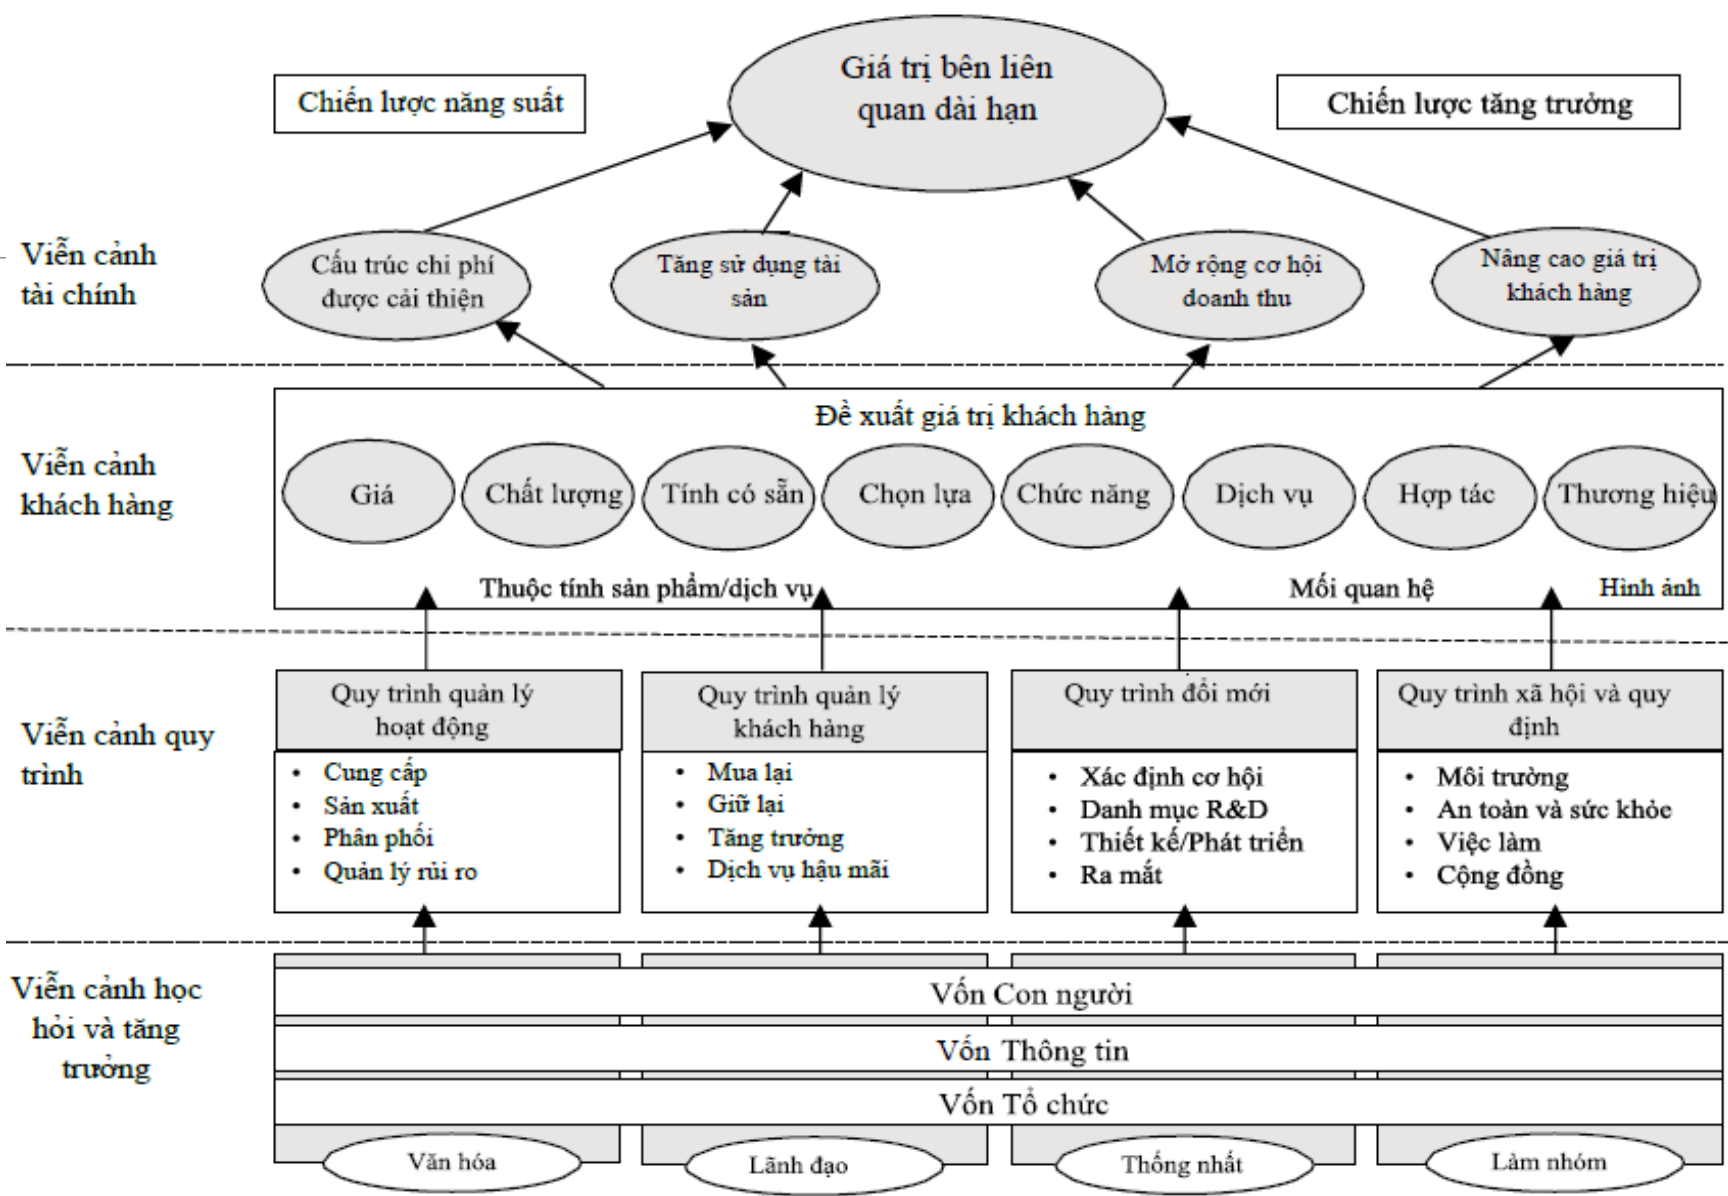 Giá trị bên liên
quan dài hạn
Chiến lược năng suất
Chiến lược tăng trưởng
Viễn cảnh
tài chính
Cấu trúc chi phí
được cải thiện
Tăng sử dụng tài
sản
Mở rộng cơ hội
doanh thu
Nâng cao giá trị
khách hàng
Viễn cảnh
khách hàng
Đề xuất giá trị khách hàng
Giá
Chất lượng
Tính có sẵn
Chọn lựa
Chức năng
Dịch vụ
Hợp tác
Thương hiệu
Thuộc tính sản phẩm/dịch vụ
Mối quan hệ
Hình ảnh
Viễn cảnh quy
trình
Quy trình quản lý
hoạt động
• Cung cấp
• Sản xuất
• Phân phối
• Quản lý rủi ro
Quy trình quản lý
khách hàng
• Mua lại
• Giữ lại
• Tăng trưởng
• Dịch vụ hậu mãi
Quy trình đổi mới
• Xác định cơ hội
• Danh mục R&D
• Thiết kế/Phát triển
• Ra mắt
Quy trình xã hội và quy
định
• Môi trường
• An toàn và sức khỏe
• Việc làm
• Cộng đồng
Viễn cảnh học
hỏi và tăng
trưởng
Vốn Con người
Vốn Thông tin
Vốn Tổ chức
Văn hóa
Lãnh đạo
Thống nhất
Làm nhóm